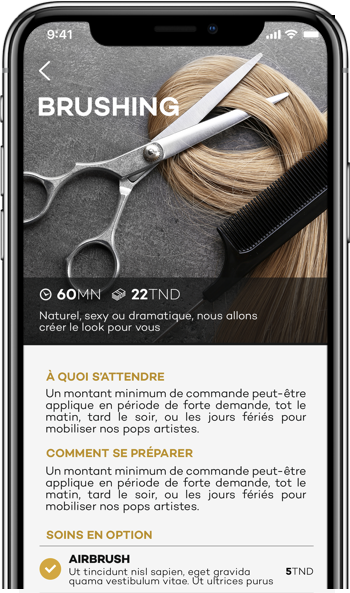 9:41
BRUSHING
60MN 22TND
Naturel, sexy ou dramatique, nous allons
créer le look pour vous
À QUOI S'ATTENDRE
Un montant minimum de commande peut-être
applique en période de forte demande, tot le
matin, tard le soir, ou les jours fériés pour
mobiliser nos pops artistes.
COMMENT SE PRÉPARER
Un montant minimum de commande peut-être
applique en période de forte demande, tot le
matin, tard le soir, ou les jours fériés pour
mobiliser nos pops artistes.
SOINS EN OPTION
AIRBRUSH
Ut tincidunt nisl sapien, eget gravida 5TND
quama vestibulum vitae. Ut ultrices purus